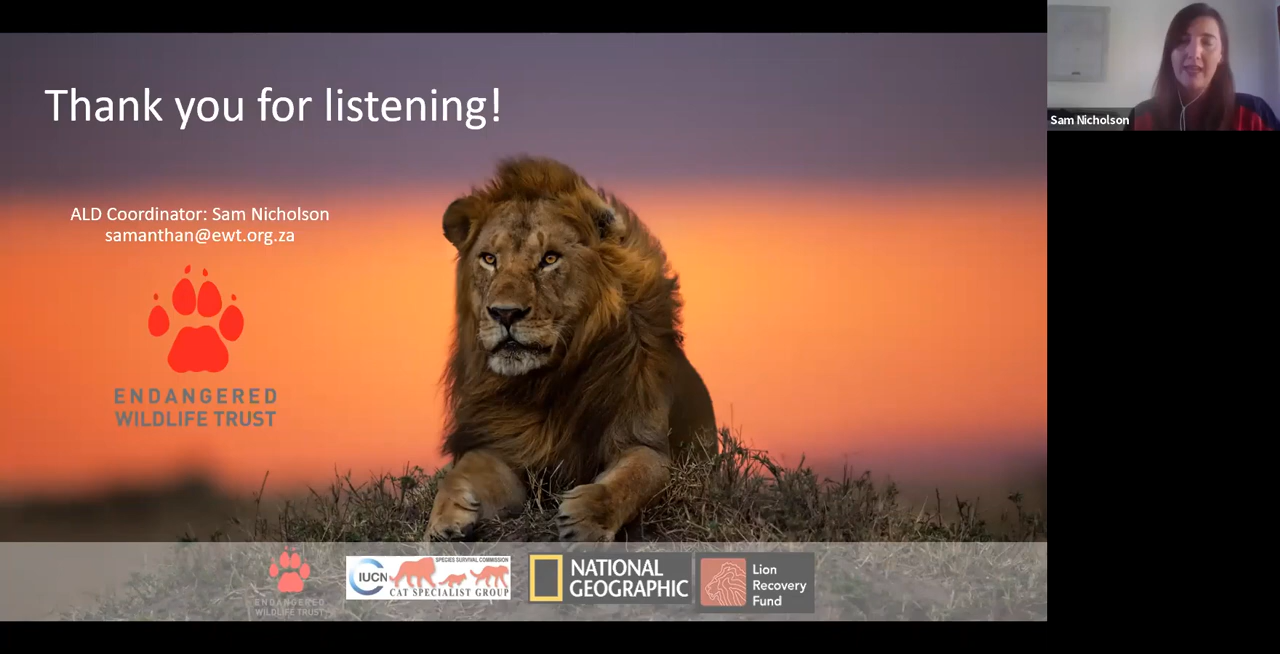 Thank you for listening!
Sam Nicholson
ALD Coordinator: Sam Nicholson
samanthan@ewt.org.za
ENDANGERED
WILDLIFE TRUST
ENDANGERED
WILDLIFE TRUST
IUCN
SPECIES SURVIVAL COMMISSION
CAT SPECIALIST GROUP
NATIONAL
GEOGRAPHIC
Lion
Recovery
Fund